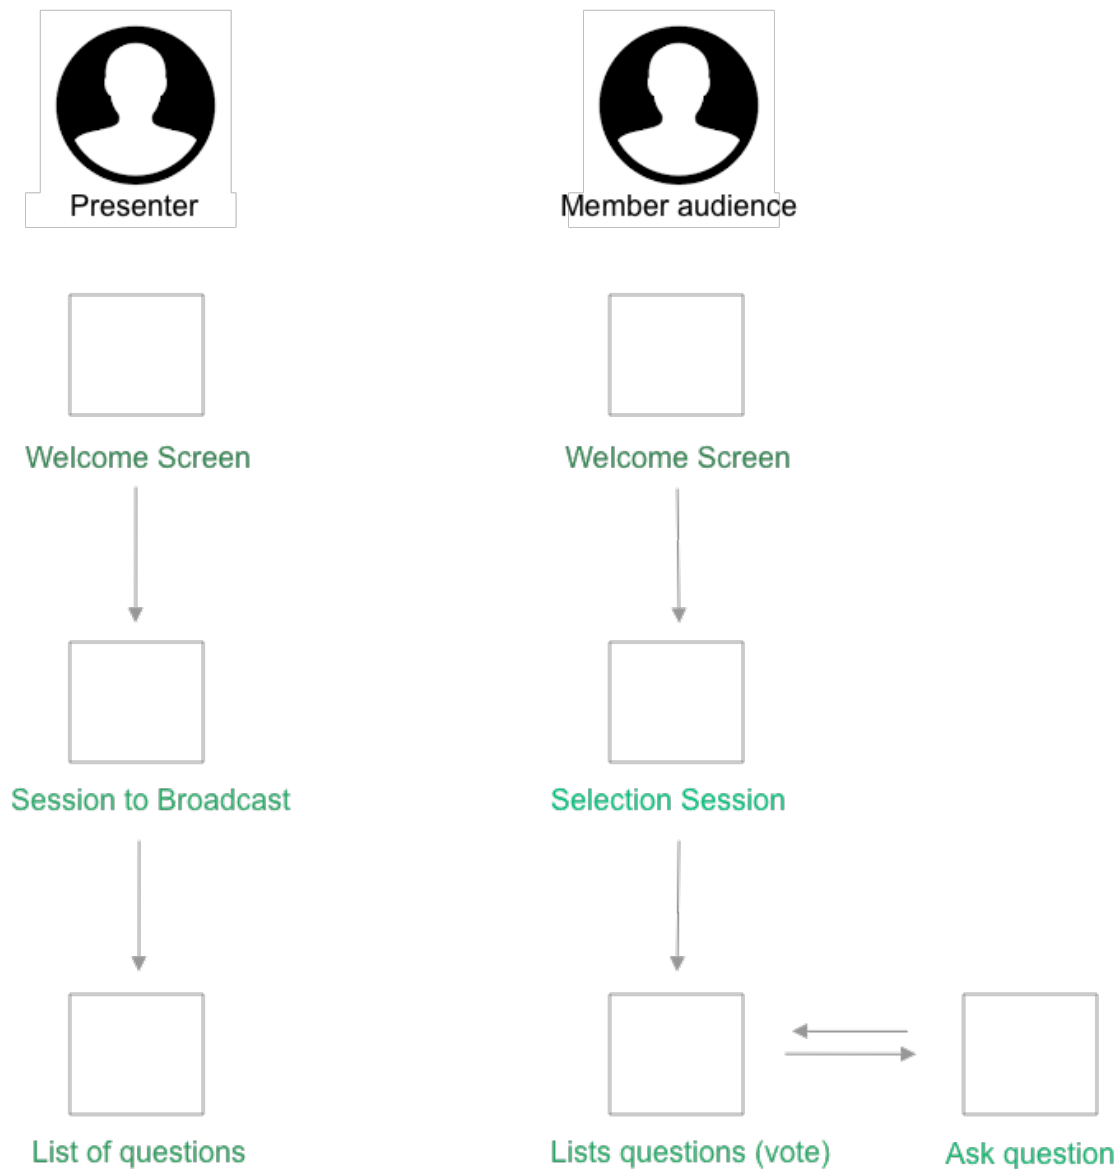 Presenter
Member audience
Welcome Screen
Welcome Screen
Session to Broadcast
Selection Session
List of questions
Lists questions (vote)
Ask question